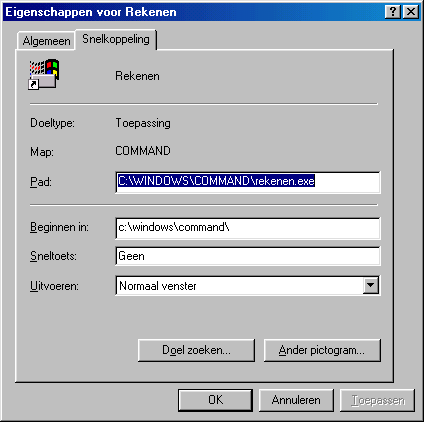 Eigenschappen voor Rekenen
Algemeen Snelkoppeling
Rekenen
Doeltype: Toepassing
Map: COMMAND
Pad: C:\WINDOWS\COMMAND\rekenen.exe
Beginnen in: c:\windows\command\
Sneltoets: Geen
Uitvoeren: Normaal venster
Doel zoeken... Ander pictogram...
OK Annuleren Toepassen